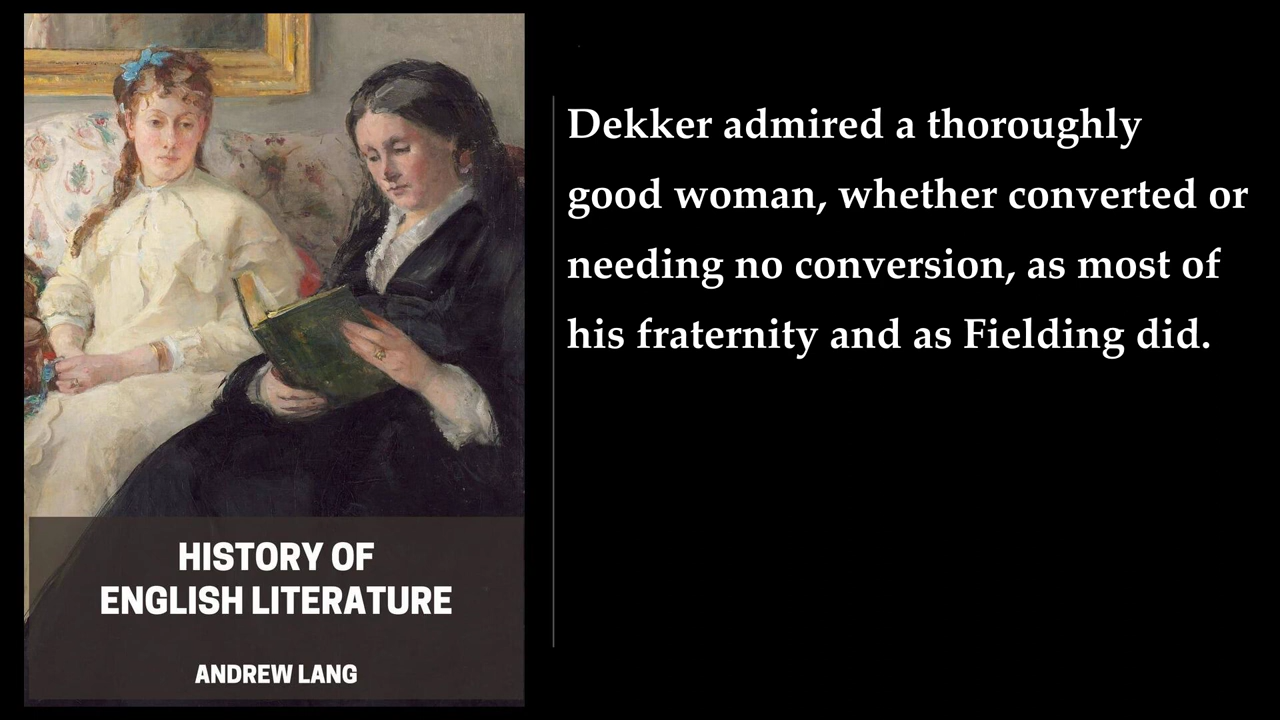 HISTORY OF
ENGLISH LITERATURE
ANDREW LANG
Dekker admired a thoroughly
good woman, whether converted or
needing no conversion, as most of
his fraternity and as Fielding did.